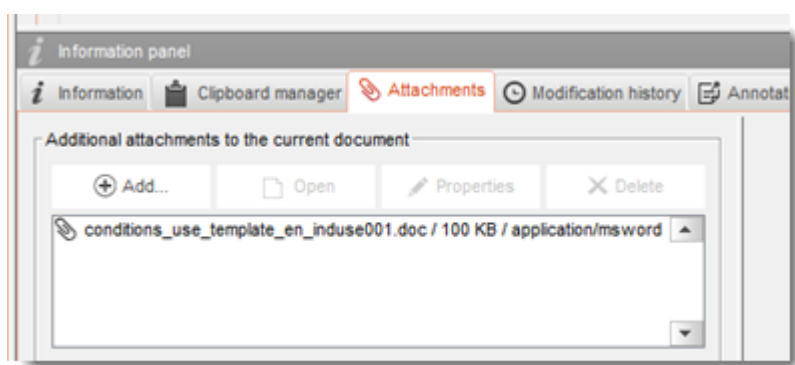 Information panel
Information Clipboard manager Attachments Modification history Annotat
Additional attachments to the current document
Add... Open Properties Delete
conditions_use_template_en_induse001.doc / 100 KB / application/msword